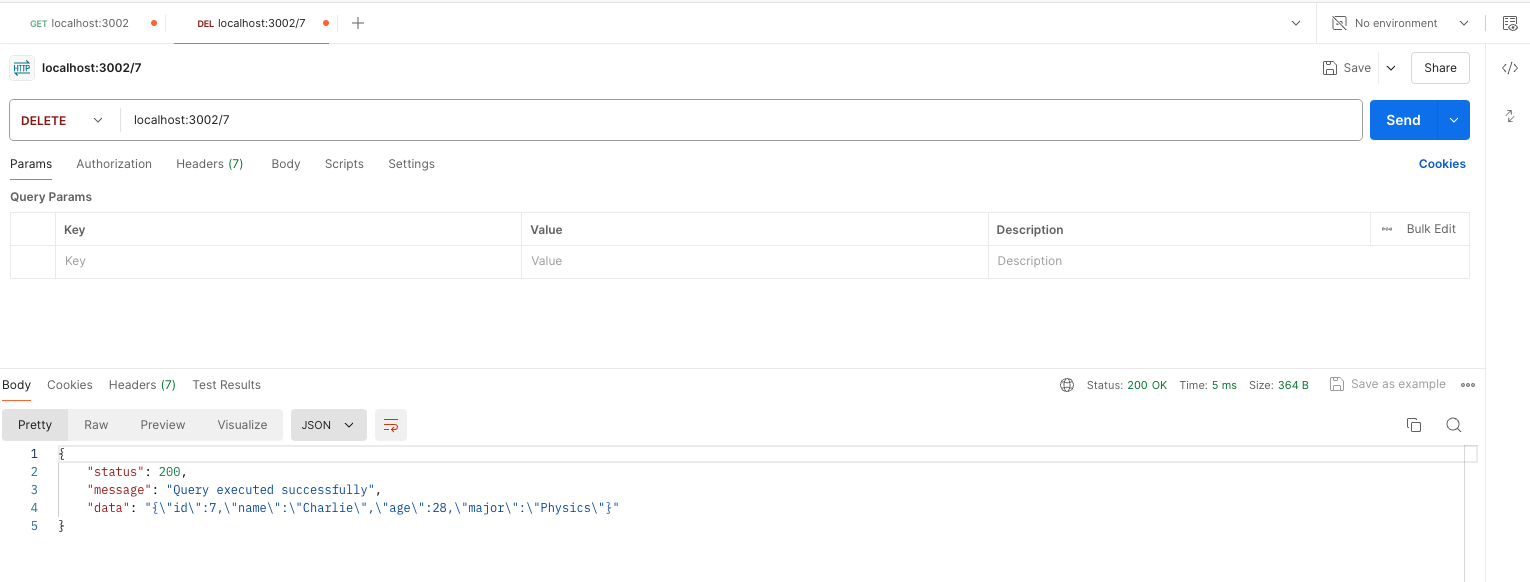 GET localhost:3002 DEL localhost:3002/7 No environment
HTTP localhost:3002/7 Save Share
DELETE localhost:3002/7 Send
Params Authorization Headers (7) Body Scripts Settings Cookies
Query Params
Key Value Description Bulk Edit
Key Value Description
Body Cookies Headers (7) Test Results Status: 200 OK Time: 5 ms Size: 364 B Save as example
Pretty Raw Preview Visualize JSON
1 {
2 "status": 200,
3 "message": "Query executed successfully",
4 "data": "{\"id\":7,\"name\":\"Charlie\",\"age\":28,\"major\":\"Physics\"}"
5 }